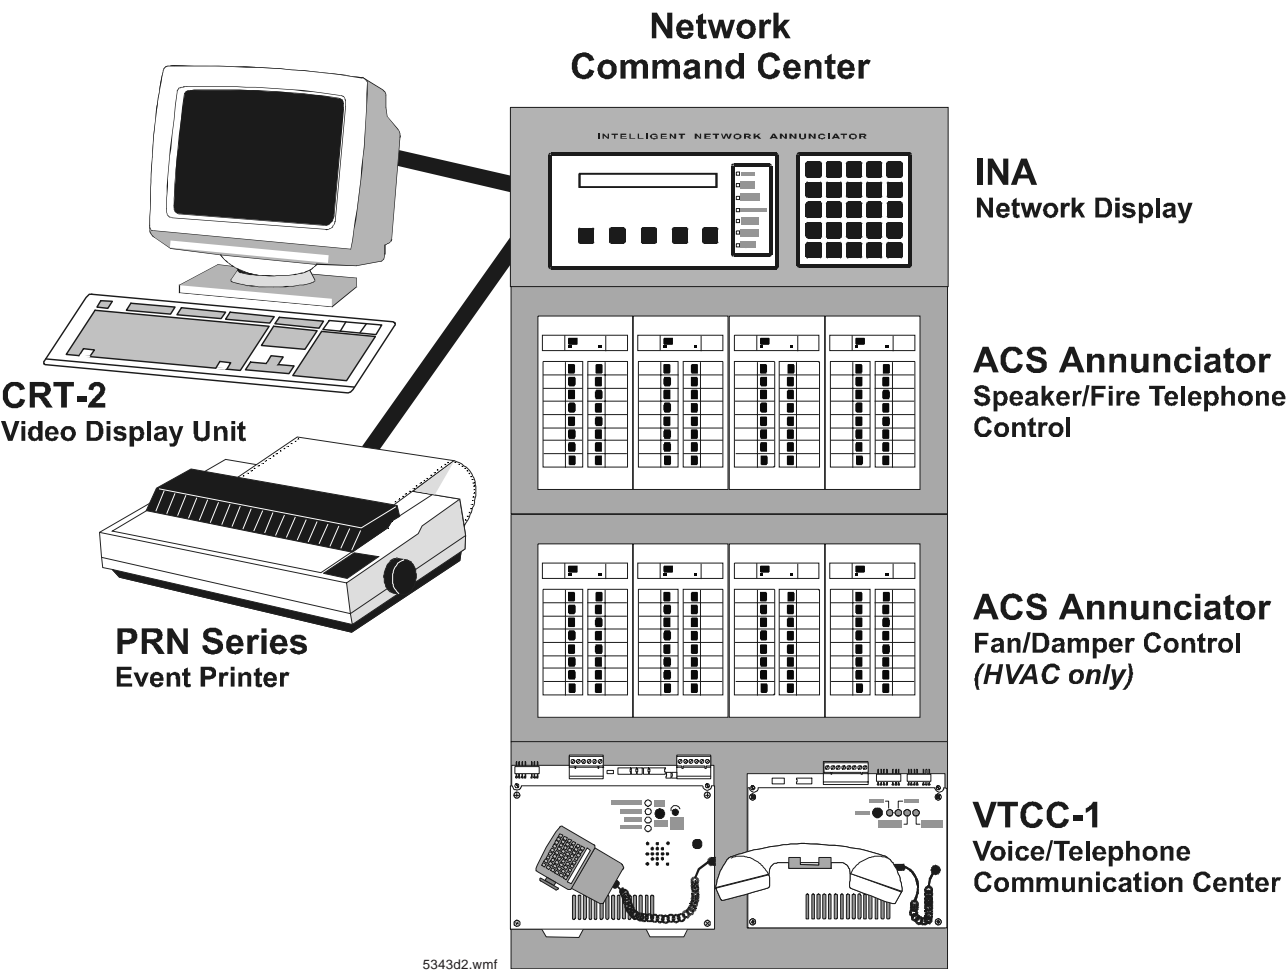 Network
Command Center
INTELLIGENT NETWORK ANNUNCIATOR
INA
Network Display
ACS Annunciator
Speaker/Fire Telephone
Control
CRT-2
Video Display Unit
PRN Series
Event Printer
ACS Annunciator
Fan/Damper Control
(HVAC only)
VTCC-1
Voice/Telephone
Communication Center
5343d2.wmf